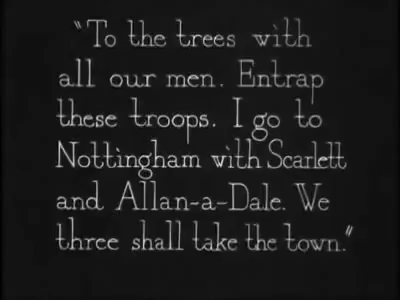 "To the trees with
all our men. Entrap
these troops. I go to
Nottingham with Scarlett
and Allan-a-Dale. We
three shall take the town."